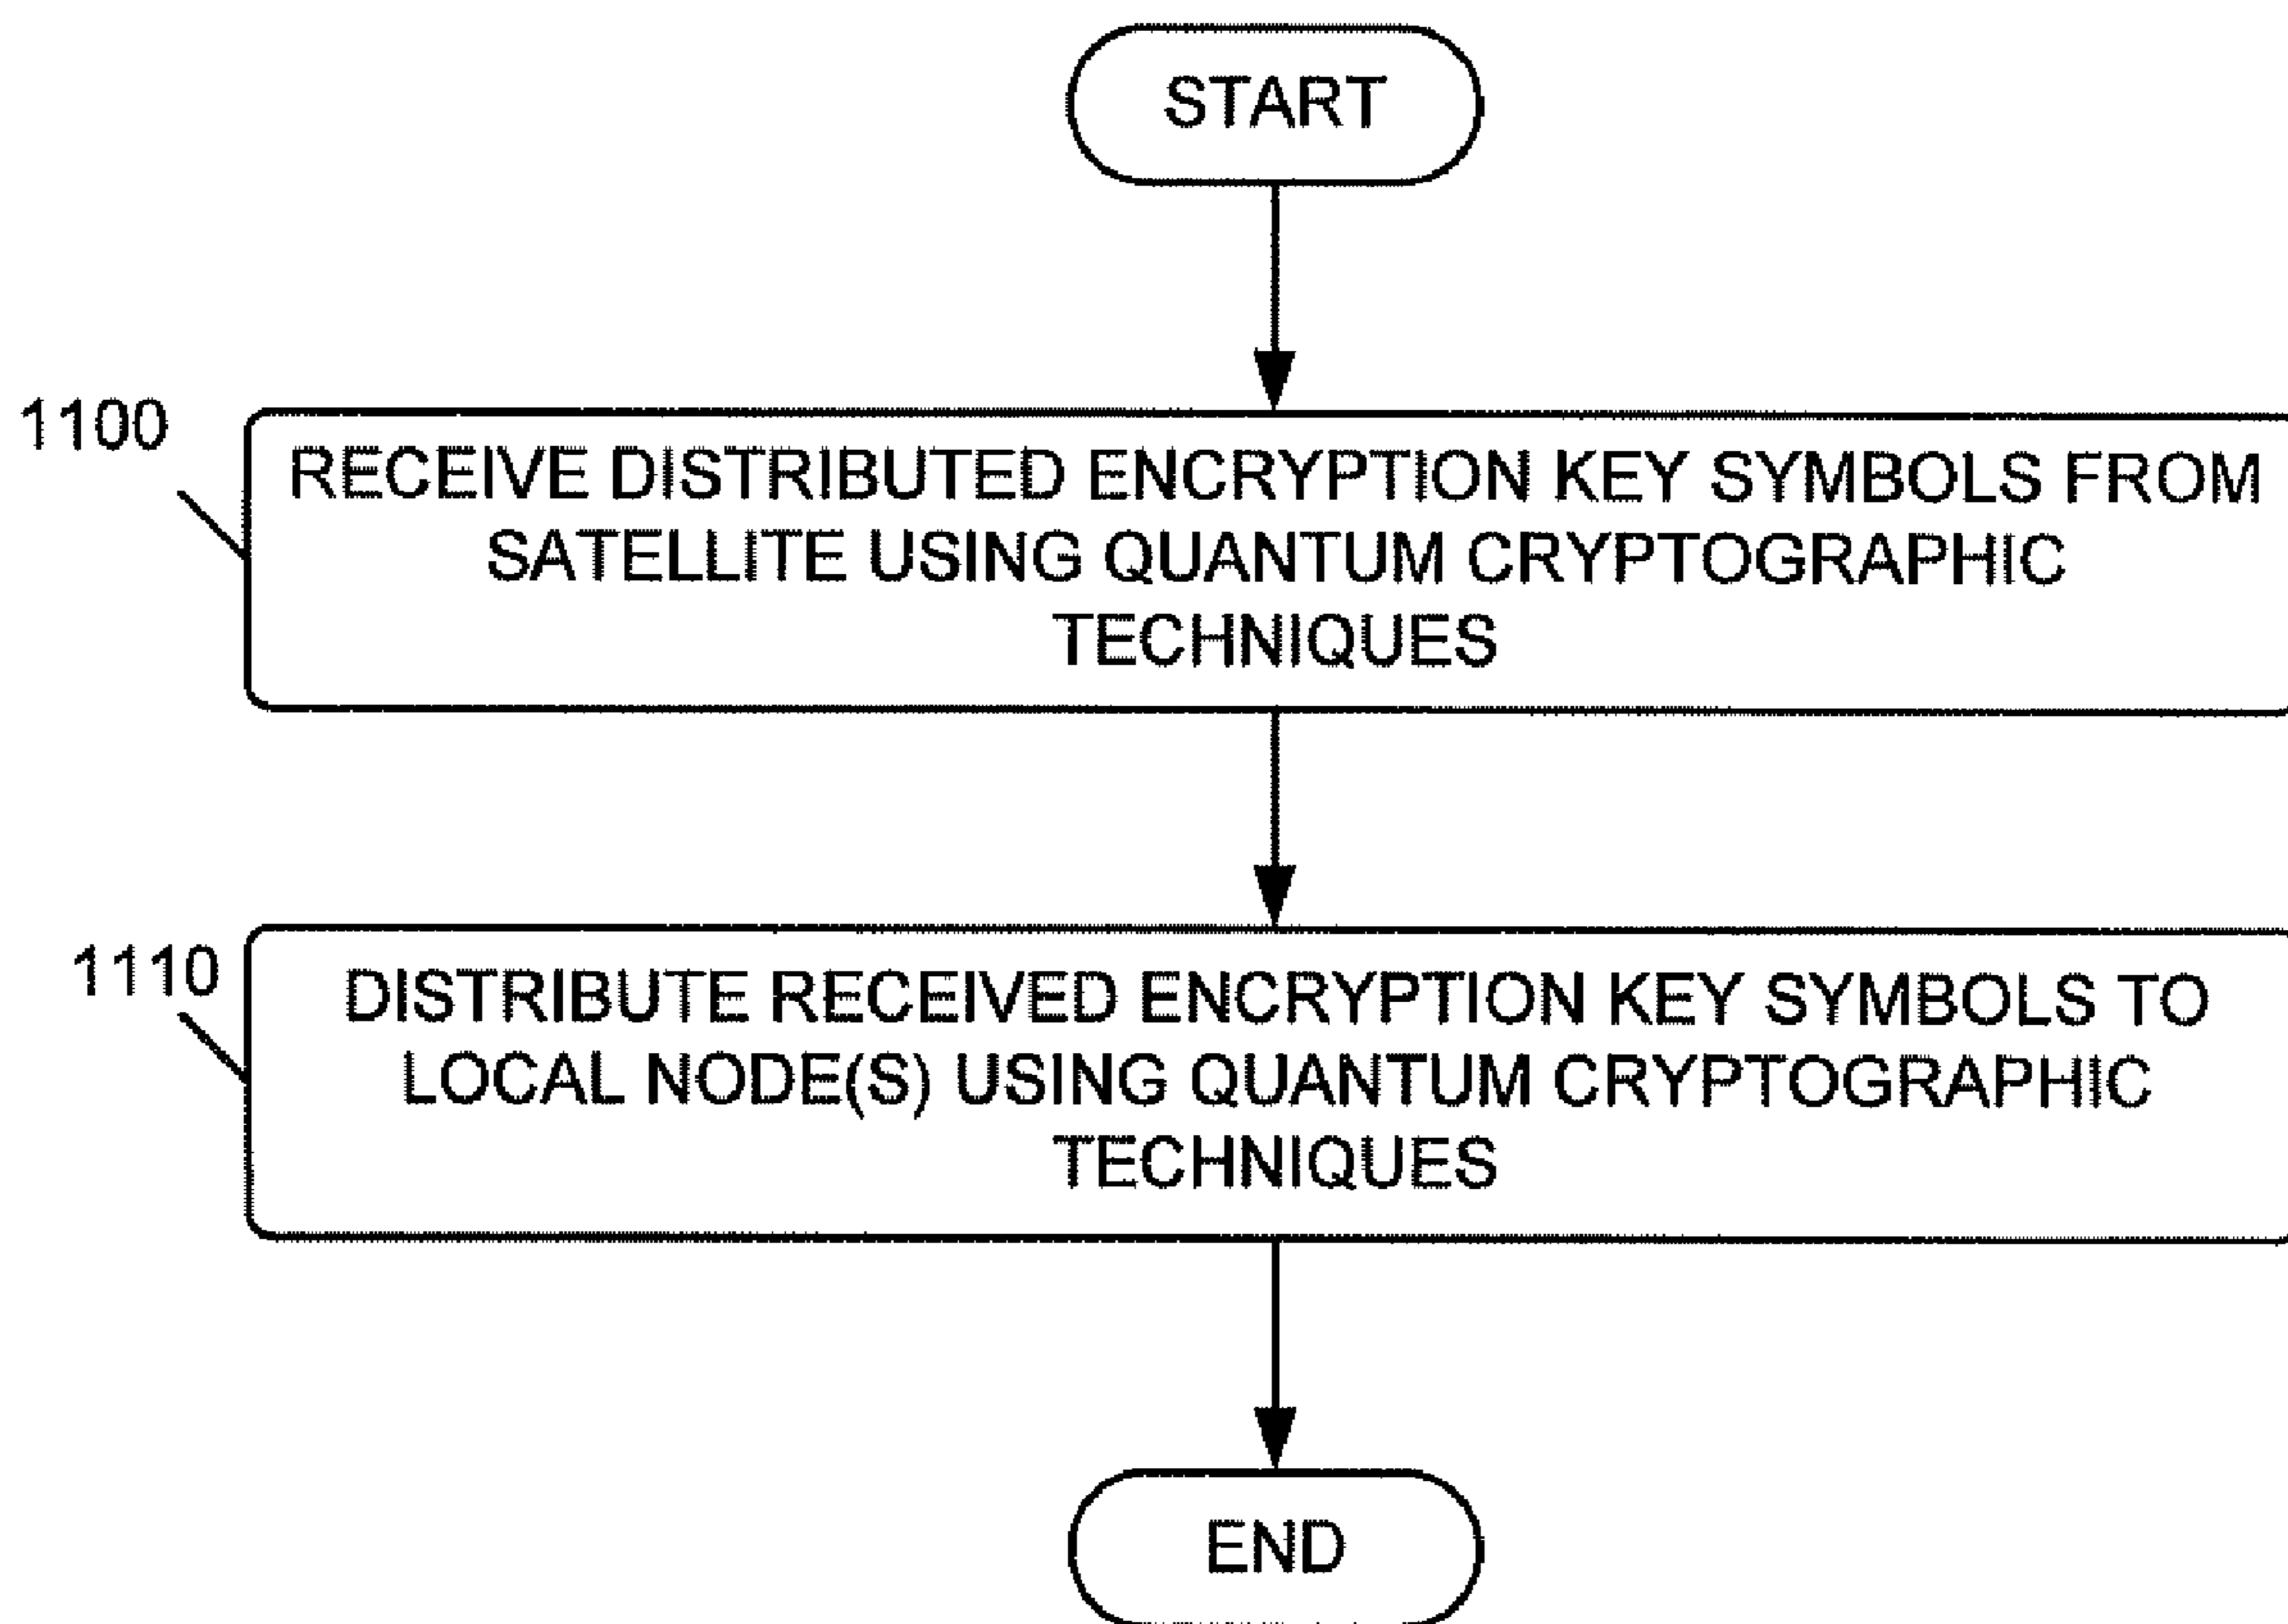 START
1100
RECEIVE DISTRIBUTED ENCRYPTION KEY SYMBOLS FROM
SATELLITE USING QUANTUM CRYPTOGRAPHIC
TECHNIQUES
1110
DISTRIBUTE RECEIVED ENCRYPTION KEY SYMBOLS TO
LOCAL NODE(S) USING QUANTUM CRYPTOGRAPHIC
TECHNIQUES
END